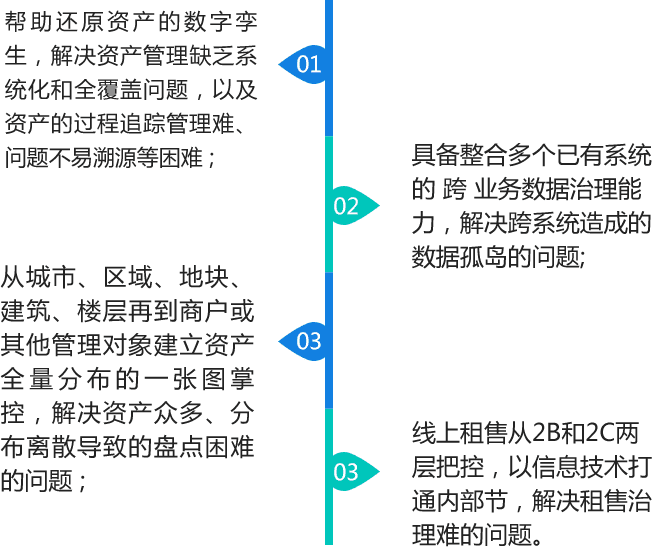 帮助还原资产的数字孪
生，解决资产管理缺乏系
统化和全覆盖问题，以及
资产的过程追踪管理难、
问题不易溯源等困难；
01
02
具备整合多个已有系统
的 跨 业务数据治理能
力，解决跨系统造成的
数据孤岛的问题;
从城市、区域、地块、
建筑、楼层再到商户或
其他管理对象建立资产
全量分布的一张图掌
控，解决资产众多、分
布离散导致的盘点困难
的问题；
03
03
线上租售从2B和2C两
层把控，以信息技术打
通内部节，解决租售治
理难的问题。